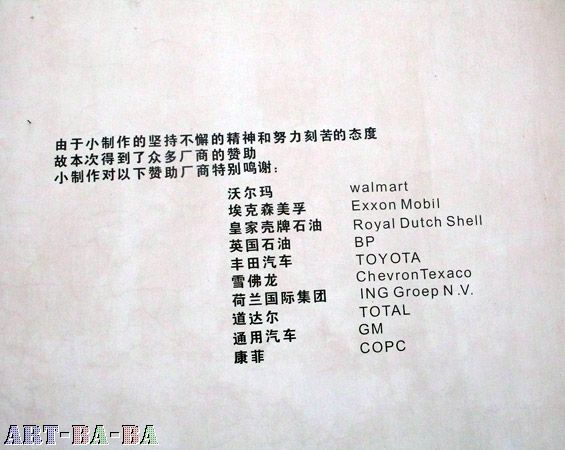 由于小制作的坚持不懈的精神和努力刻苦的态度
故本次得到了众多厂商的赞助
小制作对以下赞助厂商特别鸣谢:
沃尔玛 walmart
埃克森美孚 Exxon Mobil
皇家壳牌石油 Royal Dutch Shell
英国石油 BP
丰田汽车 TOYOTA
雪佛龙 ChevronTexaco
荷兰国际集团 ING Groep N.V.
道达尔 TOTAL
通用汽车 GM
康菲 COPC
ART-BA-BA